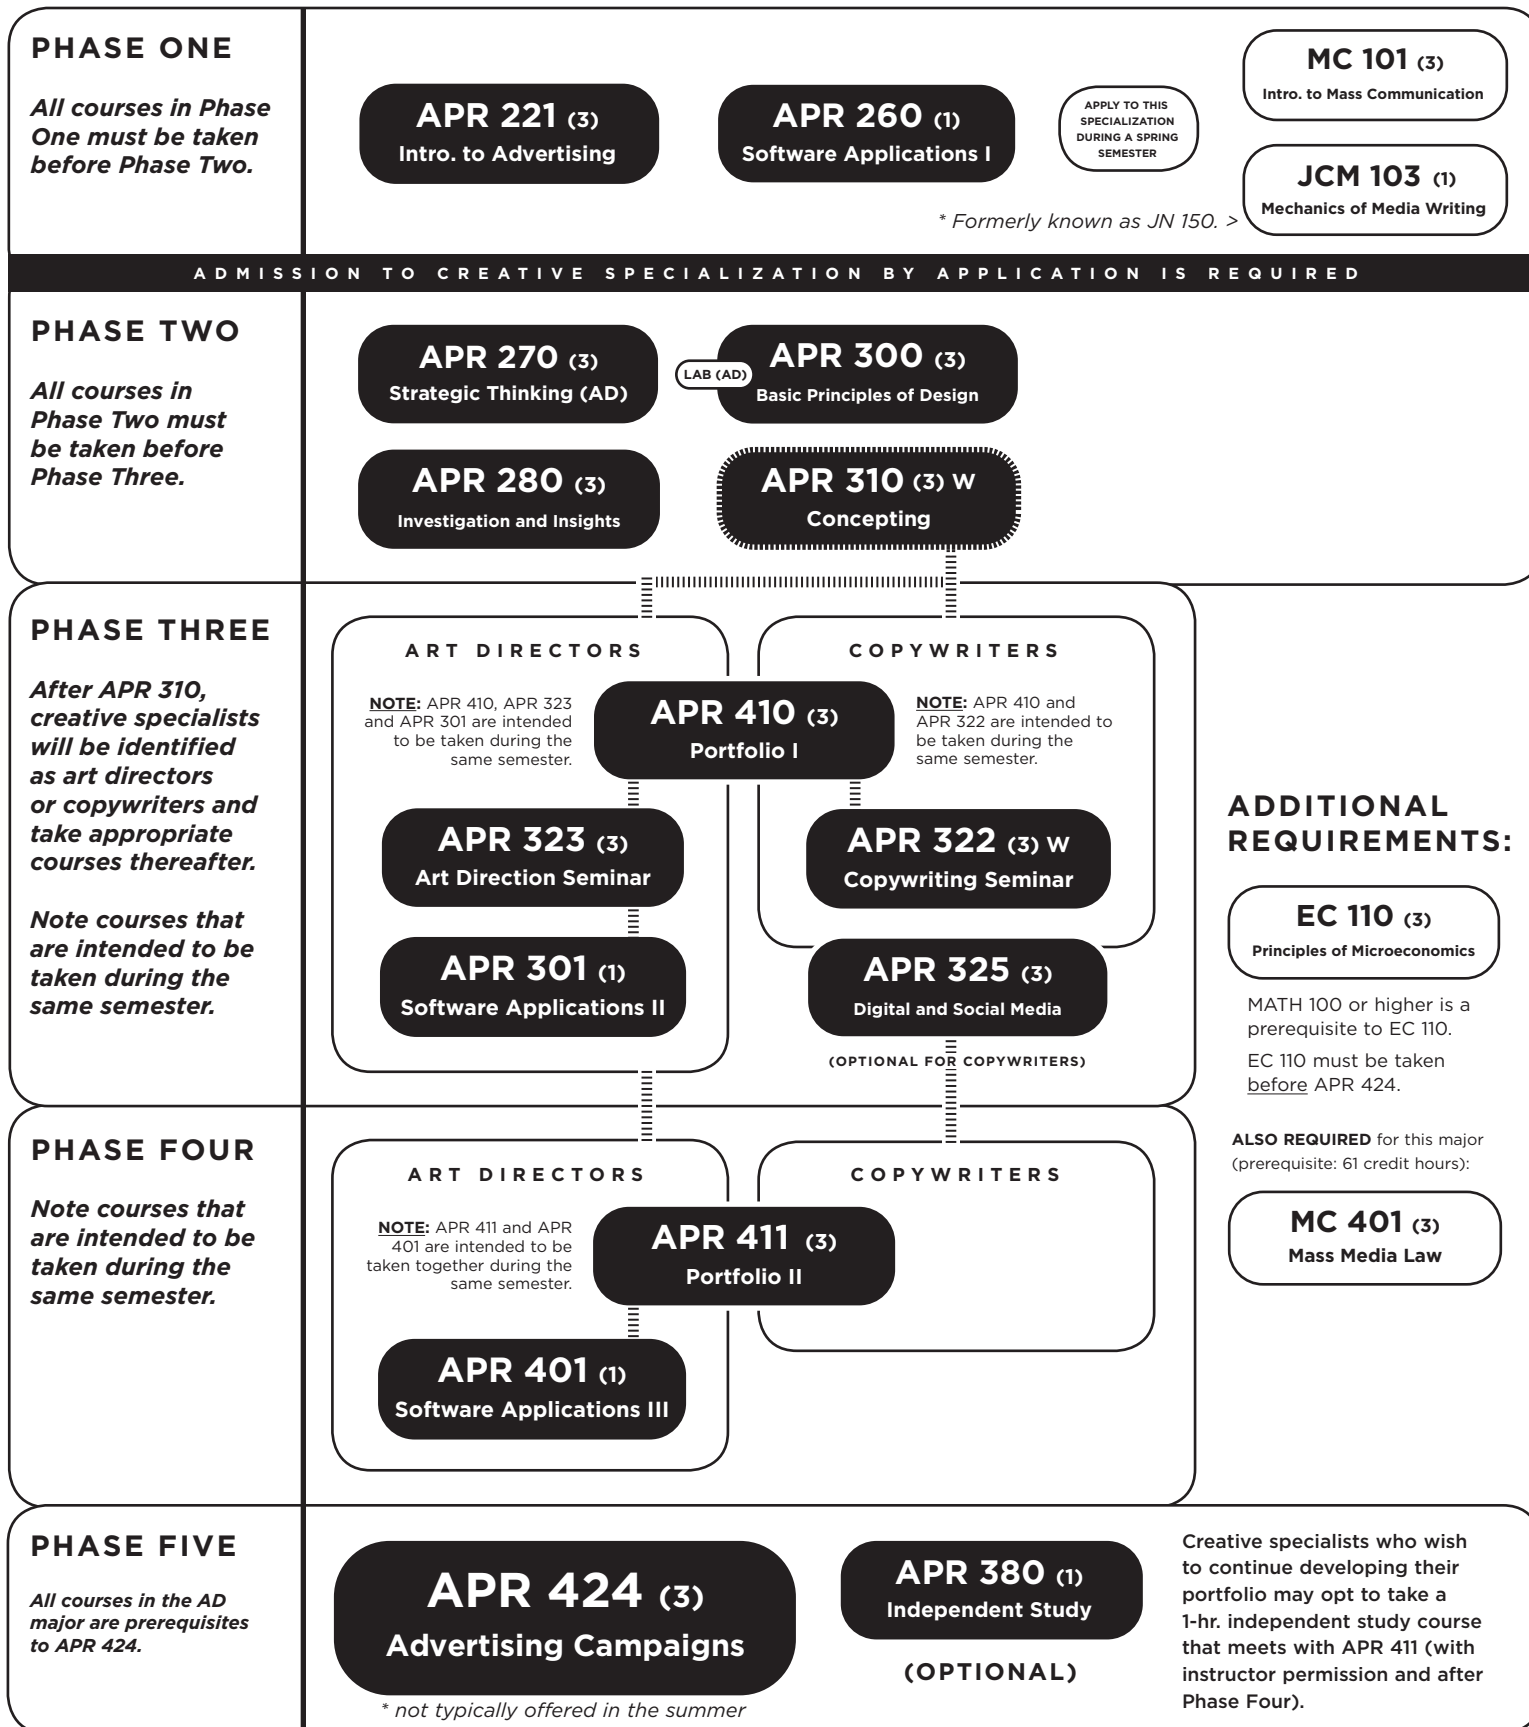 PHASE ONE
All courses in Phase
One must be taken
before Phase Two.
APR 221 (3)
Intro. to Advertising
APR 260 (1)
Software Applications I
APPLY TO THIS
SPECIALIZATION
DURING A SPRING
SEMESTER
MC 101 (3)
Intro. to Mass Communication
JCM 103 (1)
Mechanics of Media Writing
* Formerly known as JN 150. >
ADMISSION TO CREATIVE SPECIALIZATION BY APPLICATION IS REQUIRED
PHASE TWO
All courses in
Phase Two must
be taken before
Phase Three.
APR 270 (3)
Strategic Thinking (AD)
LAB (AD)
APR 300 (3)
Basic Principles of Design
APR 280 (3)
Investigation and Insights
APR 310 (3) W
Concepting
PHASE THREE
After APR 310,
creative specialists
will be identified
as art directors
or copywriters and
take appropriate
courses thereafter.
Note courses that
are intended to be
taken during the
same semester.
ART DIRECTORS
NOTE: APR 410, APR 323
and APR 301 are intended
to be taken during the
same semester.
APR 410 (3)
Portfolio I
COPYWRITERS
NOTE: APR 410 and
APR 322 are intended to
be taken during the
same semester.
APR 323 (3)
Art Direction Seminar
APR 322 (3) W
Copywriting Seminar
APR 301 (1)
Software Applications II
APR 325 (3)
Digital and Social Media
(OPTIONAL FOR COPYWRITERS)
ADDITIONAL
REQUIREMENTS:
EC 110 (3)
Principles of Microeconomics
MATH 100 or higher is a
prerequisite to EC 110.
EC 110 must be taken
before APR 424.
ALSO REQUIRED for this major
(prerequisite: 61 credit hours):
MC 401 (3)
Mass Media Law
PHASE FOUR
Note courses that
are intended to be
taken during the
same semester.
ART DIRECTORS
NOTE: APR 411 and APR
401 are intended to be
taken together during the
same semester.
APR 411 (3)
Portfolio II
COPYWRITERS
APR 401 (1)
Software Applications III
PHASE FIVE
All courses in the AD
major are prerequisites
to APR 424.
APR 424 (3)
Advertising Campaigns
* not typically offered in the summer
APR 380 (1)
Independent Study
(OPTIONAL)
Creative specialists who wish
to continue developing their
portfolio may opt to take a
1-hr. independent study course
that meets with APR 411 (with
instructor permission and after
Phase Four).